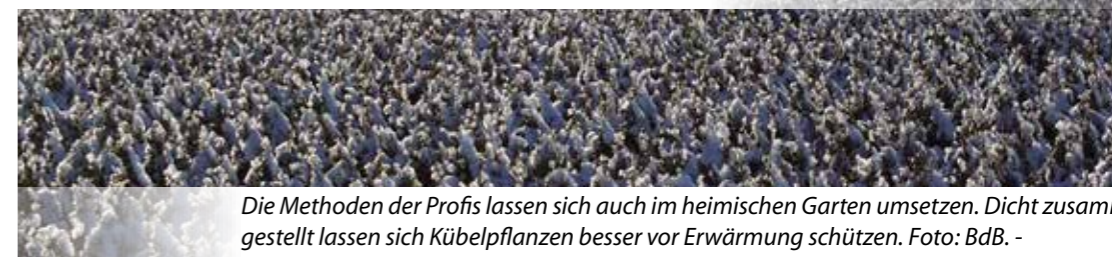 Die Methoden der Profis lassen sich auch im heimischen Garten umsetzen. Dicht
gestellt lassen sich Kübelpflanzen besser vor Erwärmung schützen. Foto: BdB. -